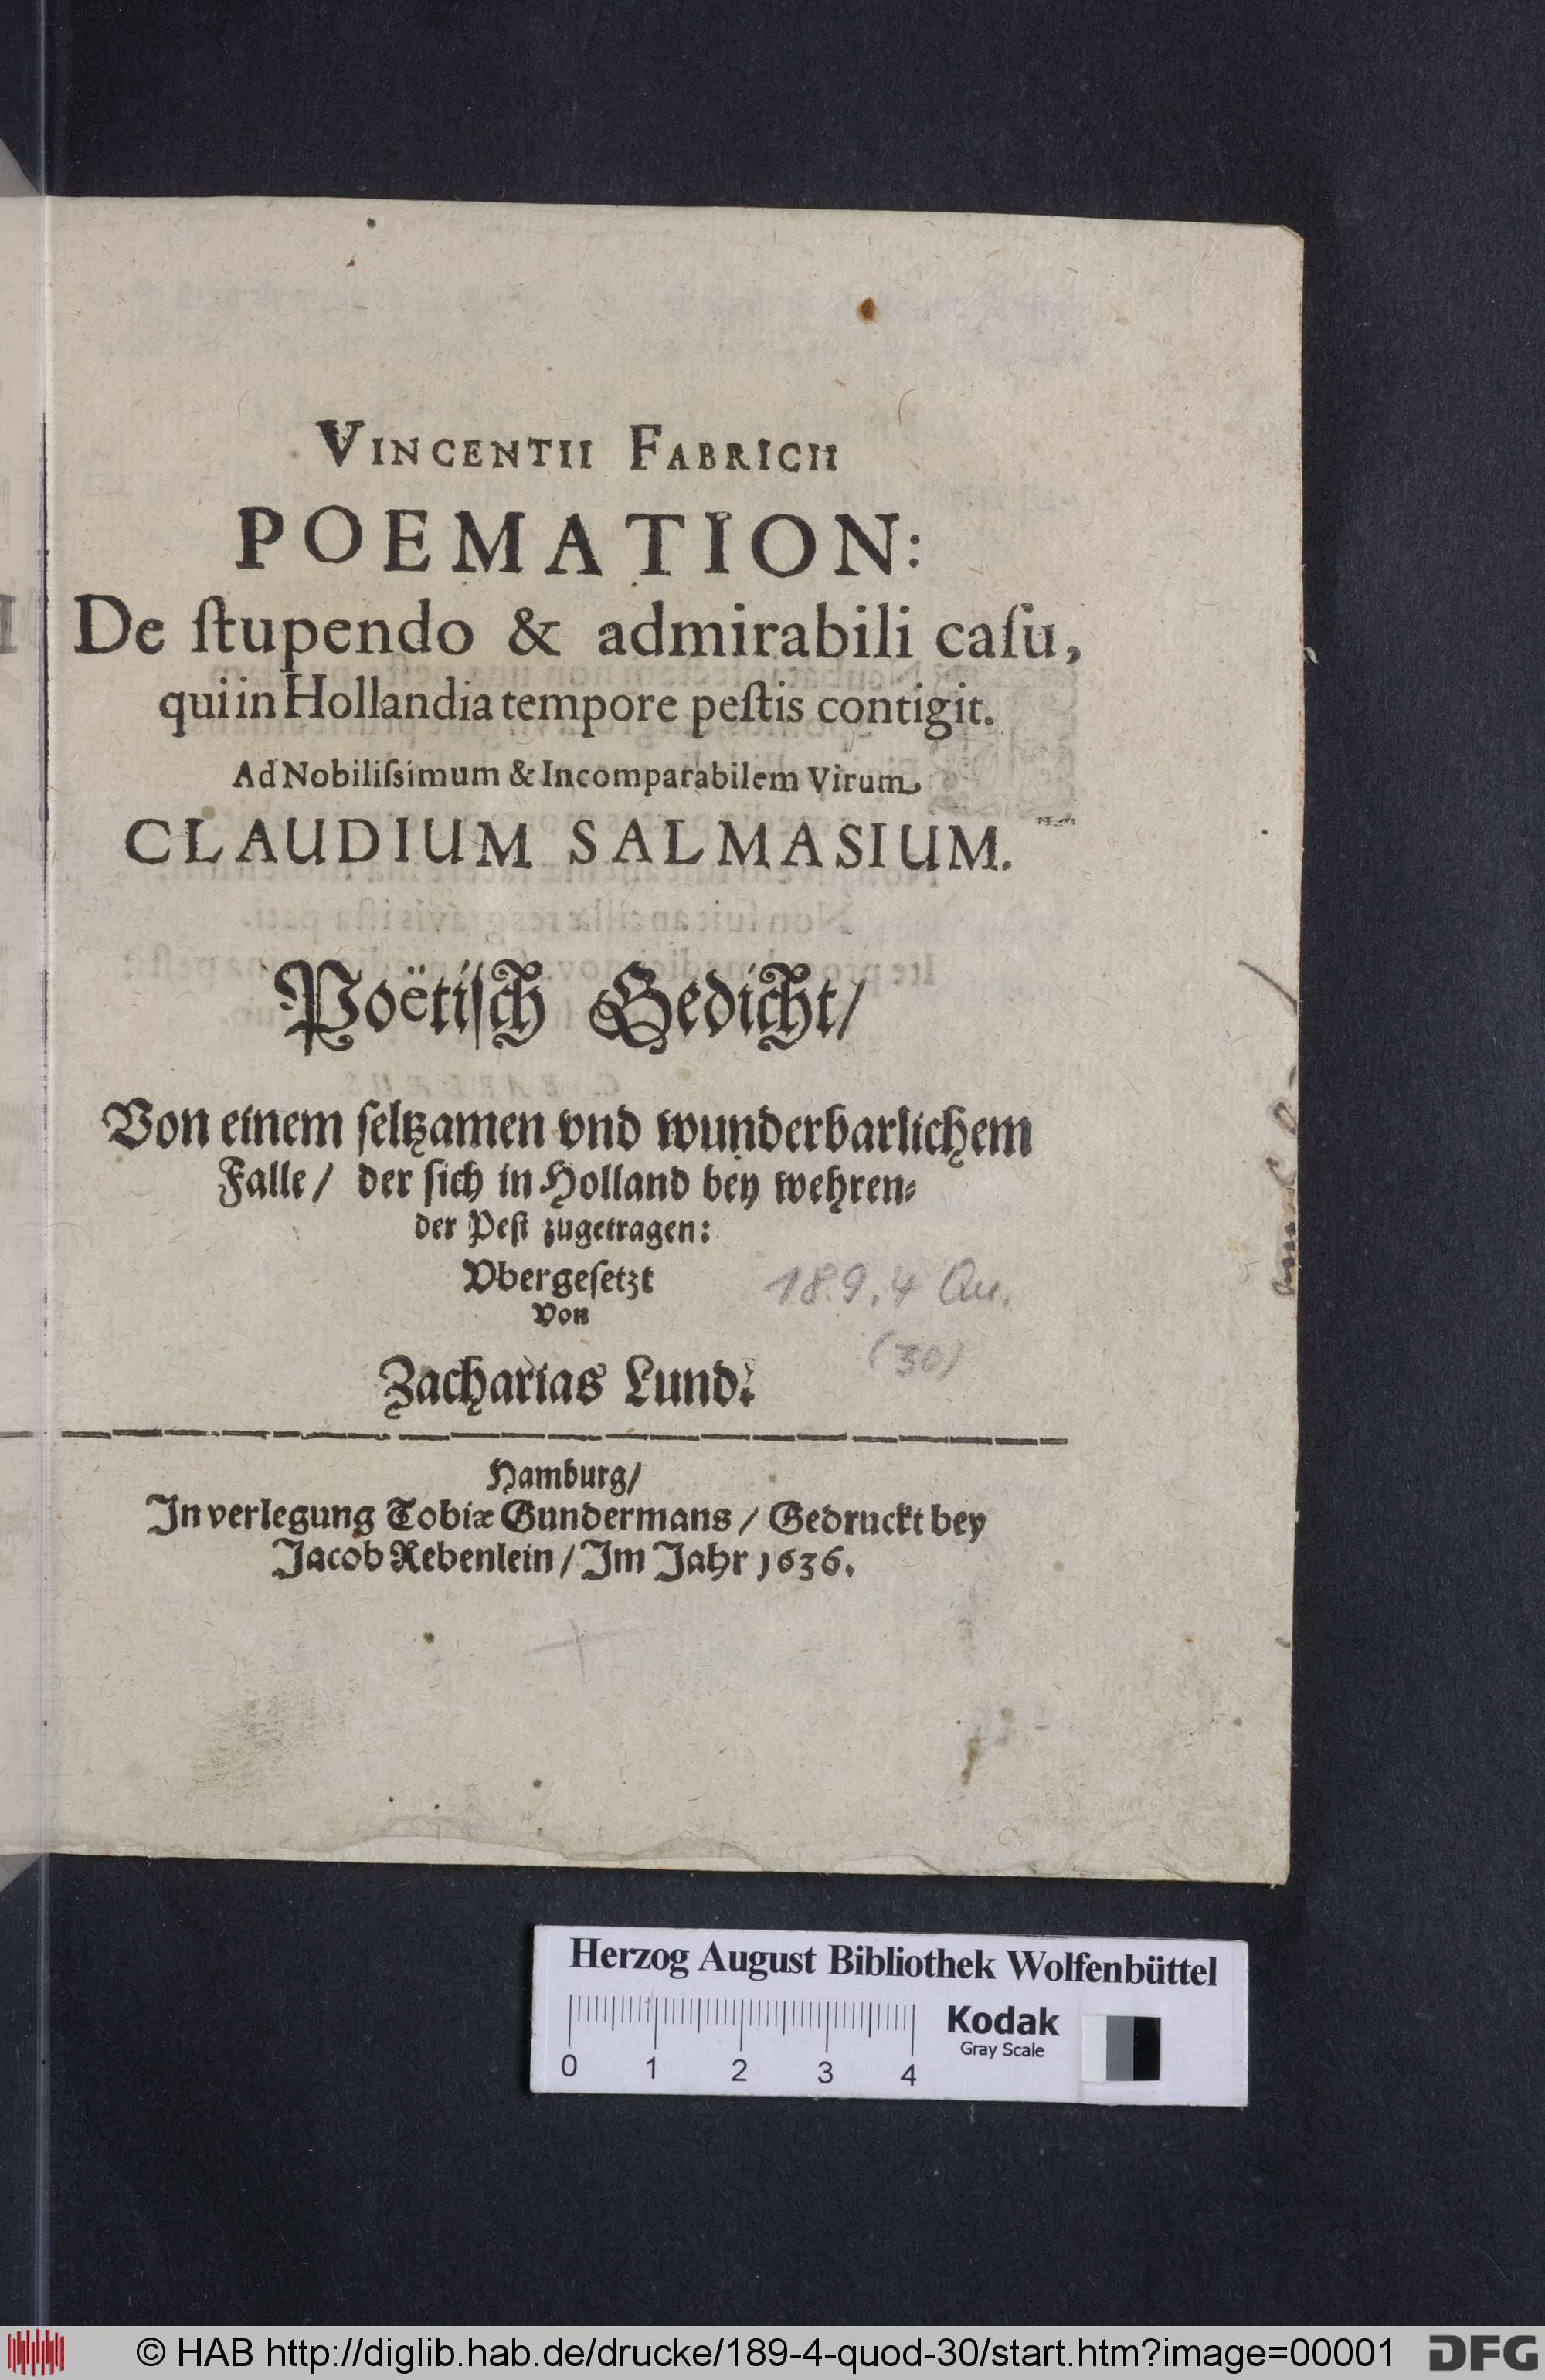 VINCENTII FABRICII
POEMATION:
De ſtupendo & admirabili caſu,
qui in Hollandia tempore peſtis contigit.
Ad Nobiliſsimum & Incomparabilem Virum
CLAUDIUM SALMASIUM.
Poëtiſch Gedicht/
Von einem ſeltzamen vnd wunderbarlichem
Falle/ der ſich in Holland bey wehren⸗
der Peſt zugetragen:
Vbergeſetzt
Von
189.4 Qu.
(30)
Zacharias Lund.
Hamburg/
In verlegung Tobiæ Gundermans/ Gedruckt bey
Jacob Rebenlein/ Im Jahr 1636.
Herzog August Bibliothek Wolfenbüttel
0 1 2 3 4
Kodak
Gray Scale
© HAB http://diglib.hab.de/drucke/189-4-quod-30/start.htm?image=00001
DFG